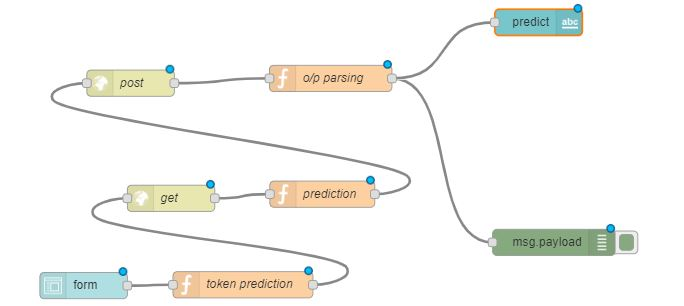 predict
abc
post
f
o/p parsing
get
f
prediction
msg.payload
form
f
token prediction